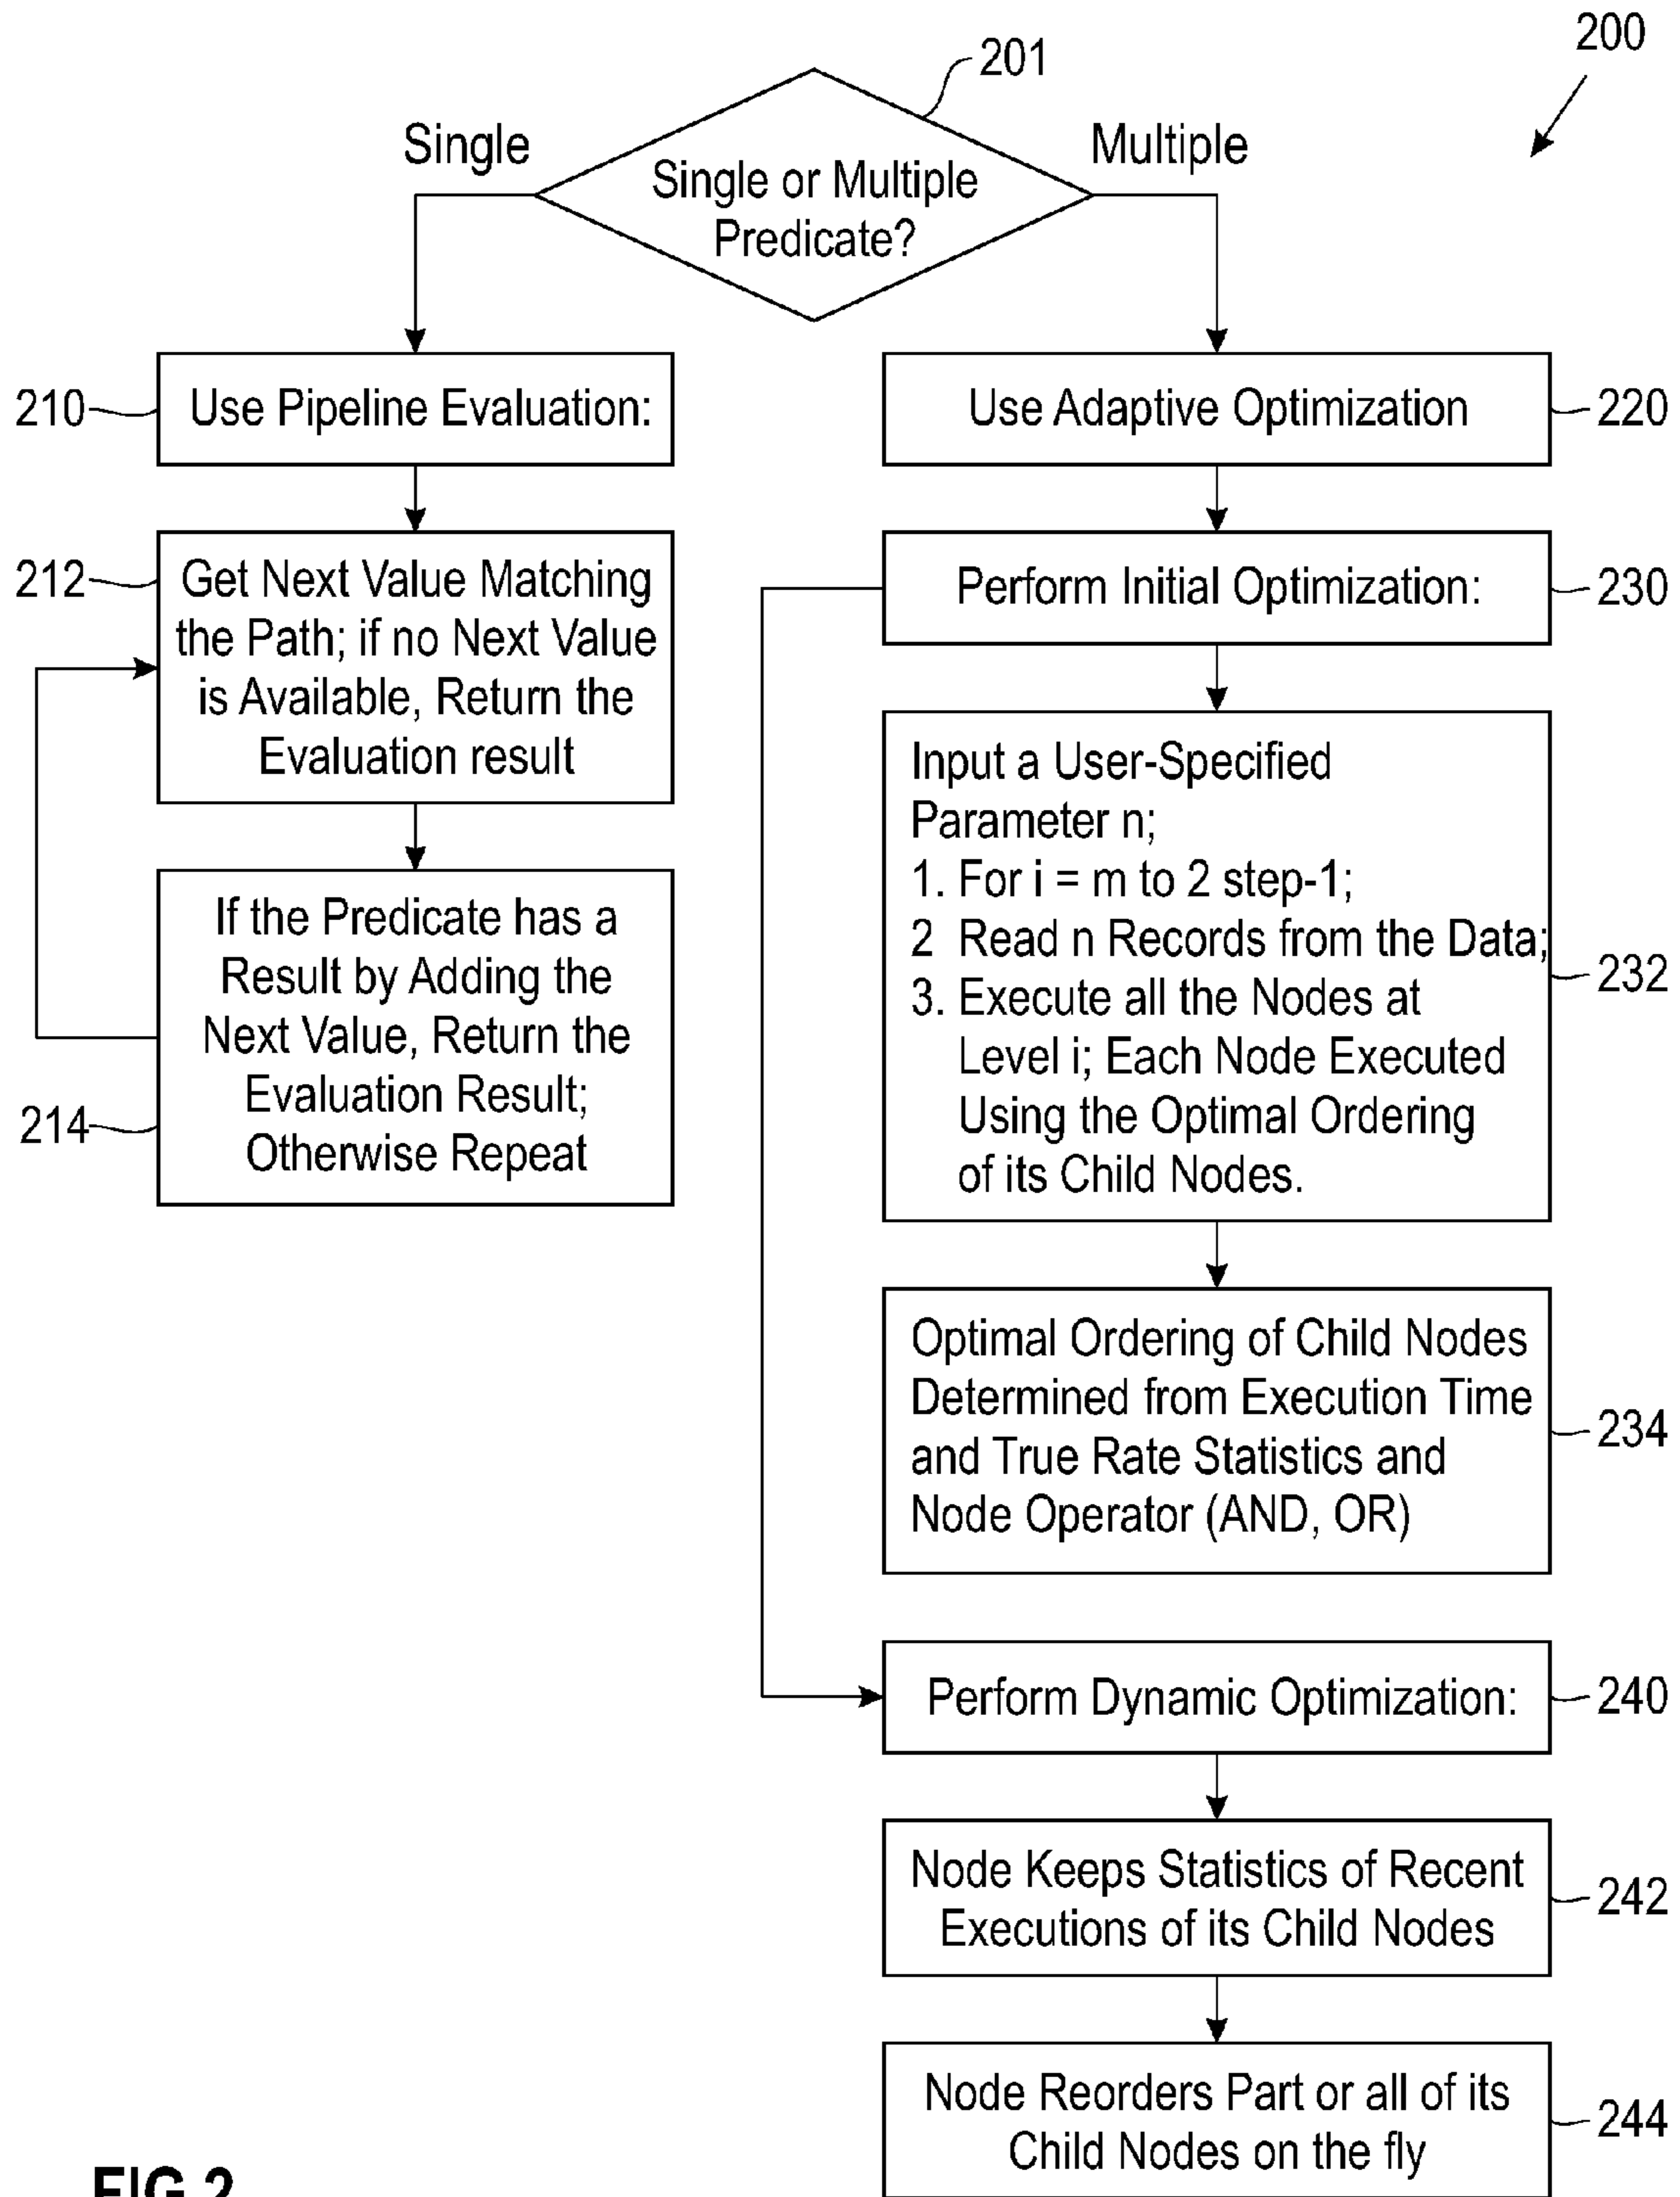 200
201
Single
Multiple
Single or Multiple
Predicate?
210
Use Pipeline Evaluation:
212
Get Next Value Matching
the Path; if no Next Value
is Available, Return the
Evaluation result
If the Predicate has a
Result by Adding the
Next Value, Return the
Evaluation Result;
Otherwise Repeat
214
Use Adaptive Optimization
220
Perform Initial Optimization:
230
Input a User-Specified
Parameter n;
1. For i = m to 2 step-1;
2 Read n Records from the Data;
3. Execute all the Nodes at
Level i; Each Node Executed
Using the Optimal Ordering
of its Child Nodes.
232
Optimal Ordering of Child Nodes
Determined from Execution Time
and True Rate Statistics and
Node Operator (AND, OR)
234
Perform Dynamic Optimization:
240
Node Keeps Statistics of Recent
Executions of its Child Nodes
242
Node Reorders Part or all of its
Child Nodes on the fly
244
FIG.2